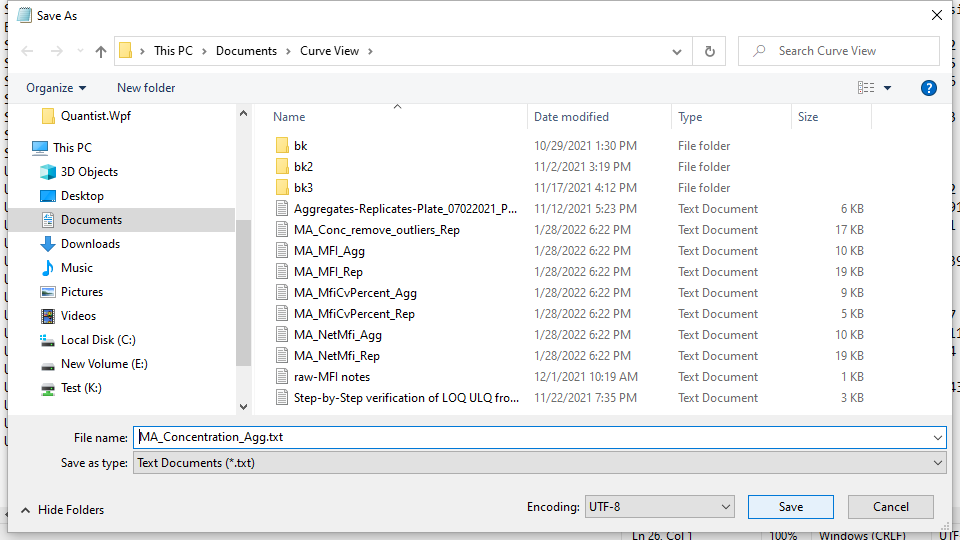 Save As
This PC > Documents > Curve View >
Search Curve View
Organize
New folder
Quantist.Wpf
This PC
3D Objects
Desktop
Documents
Downloads
Music
Pictures
Videos
Local Disk (C:)
New Volume (E:)
Test (K:)
Name Date modified Type Size
bk 10/29/2021 1:30 PM File folder
bk2 11/2/2021 3:19 PM File folder
bk3 11/17/2021 4:12 PM File folder
Aggregates-Replicates-Plate_07022021_P... 11/12/2021 5:23 PM Text Document 6 KB
MA_Conc_remove_outliers_Rep 1/28/2022 6:22 PM Text Document 17 KB
MA_MFI_Agg 1/28/2022 6:22 PM Text Document 10 KB
MA_MFI_Rep 1/28/2022 6:22 PM Text Document 19 KB
MA_MfiCvPercent_Agg 1/28/2022 6:22 PM Text Document 9 KB
MA_MfiCvPercent_Rep 1/28/2022 6:22 PM Text Document 5 KB
MA_NetMfi_Agg 1/28/2022 6:22 PM Text Document 10 KB
MA_NetMfi_Rep 1/28/2022 6:22 PM Text Document 19 KB
raw-MFI notes 12/1/2021 10:19 AM Text Document 1 KB
Step-by-Step verification of LOQ ULQ fro... 11/22/2021 7:35 PM Text Document 3 KB
File name: MA_Concentration_Agg.txt
Save as type: Text Documents (*.txt)
Hide Folders
Encoding: UTF-8
Save
Cancel
Ln 26, Col 1 100% Windows (CRLF) UTF